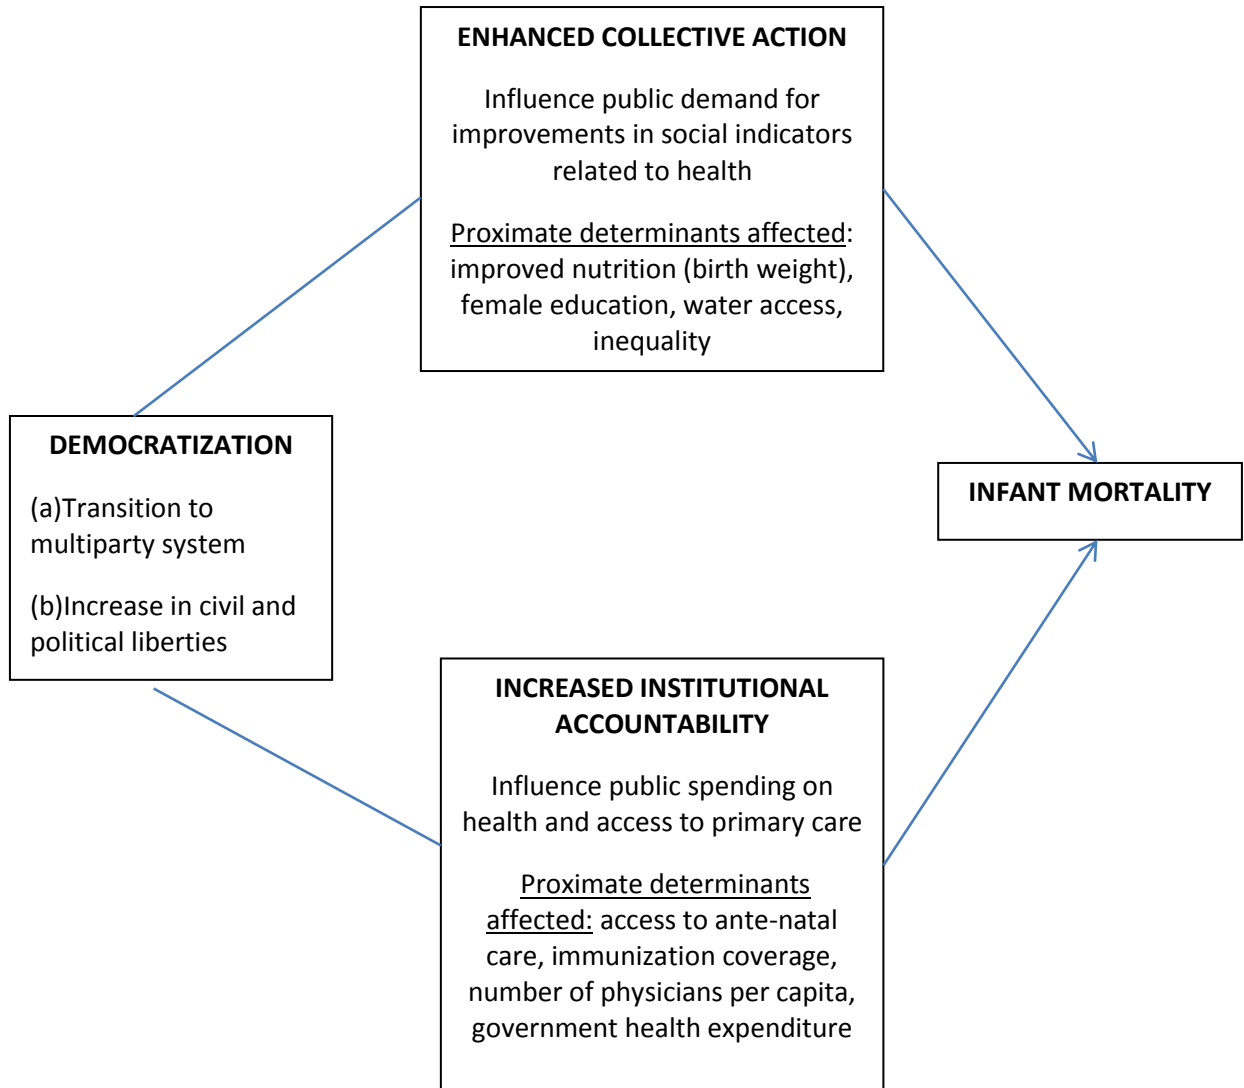 ENHANCED COLLECTIVE ACTION
Influence public demand for
improvements in social indicators
related to health
Proximate determinants affected:
improved nutrition (birth weight),
female education, water access,
inequality
DEMOCRATIZATION
(a)Transition to
multiparty system
(b)Increase in civil and
political liberties
INFANT MORTALITY
INCREASED INSTITUTIONAL
ACCOUNTABILITY
Influence public spending on
health and access to primary care
Proximate determinants
affected: access to ante-natal
care, immunization coverage,
number of physicians per capita,
government health expenditure